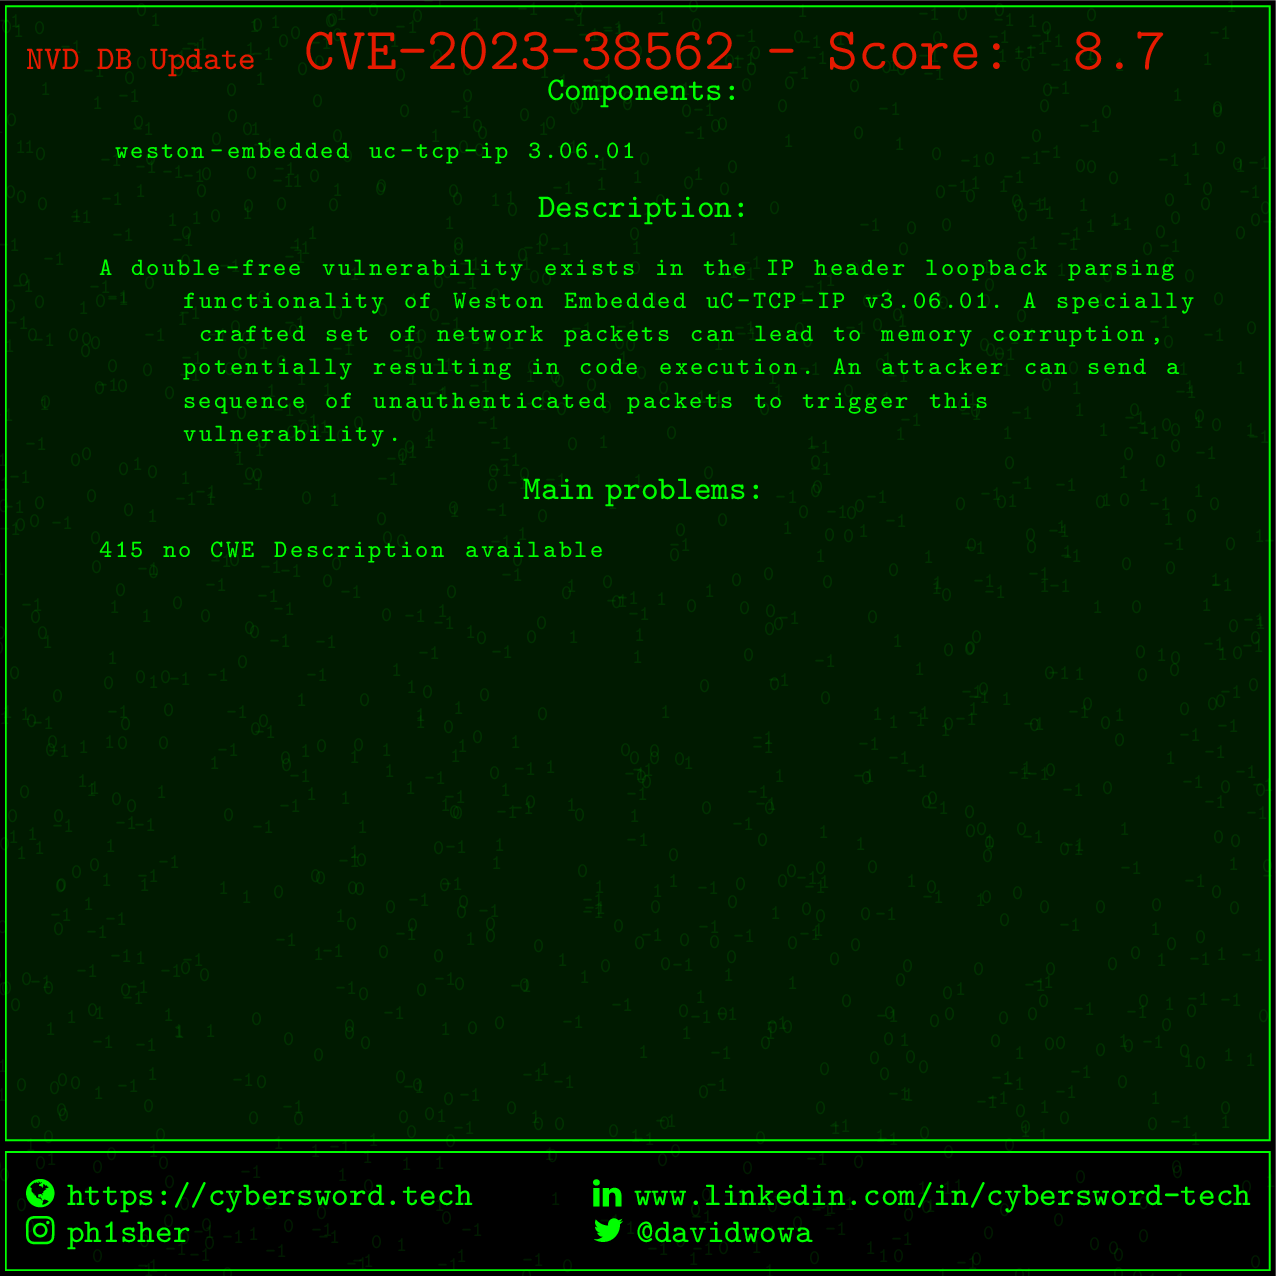 NVD DB Update CVE-2023-38562 - Score: 8.7
Components:
weston-embedded uc-tcp-ip 3.06.01
Description:
A double-free vulnerability exists in the IP header loopback parsing
functionality of Weston Embedded uC-TCP-IP v3.06.01. A specially
crafted set of network packets can lead to memory corruption,
potentially resulting in code execution. An attacker can send a
sequence of unauthenticated packets to trigger this
vulnerability.
Main problems:
415 no CWE Description available
https://cybersword.tech www.linkedin.com/in/cybersword-tech
ph1sher @davidwowa